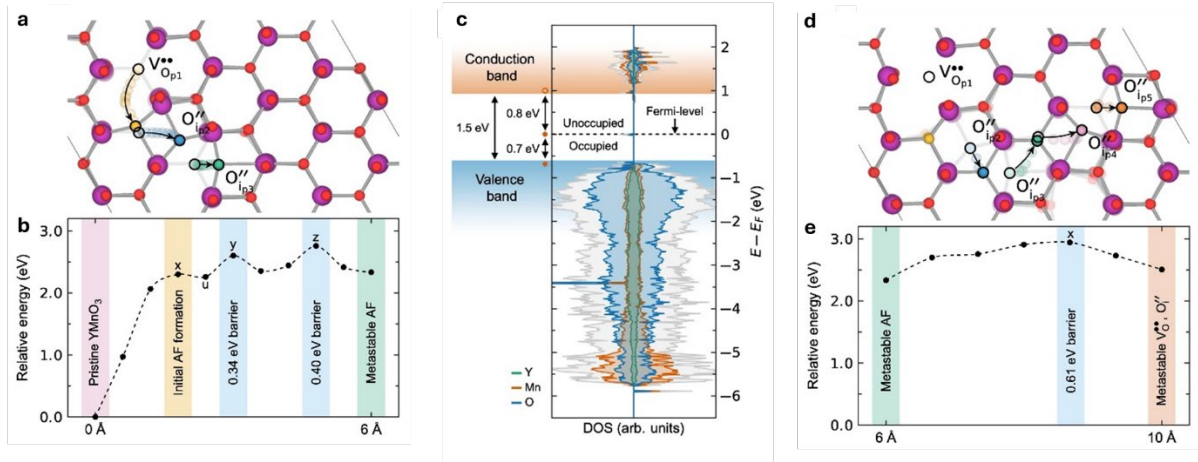 a
V••Op1
O''ip2
O''ip3
b
Relative energy (eV)
3.0
2.0
1.0
0.0
Pristine YMnO3
Initial AF formation
0.34 eV barrier
0.40 eV barrier
Metastable AF
x
u
y
z
0 Å
6 Å
c
Conduction
band
1.5 eV
0.8 eV
0.7 eV
Unoccupied
Occupied
Fermi-level
Valence
band
Y
Mn
O
2
1
0
−1
−2
−3
−4
−5
−6
E − EF (eV)
DOS (arb. units)
d
V••Op1
O''ip5
O''ip2
O''ip4
O''ip3
e
Relative energy (eV)
3.0
2.0
1.0
0.0
Metastable AF
x
0.61 eV barrier
Metastable V••O, O''i
6 Å
10 Å